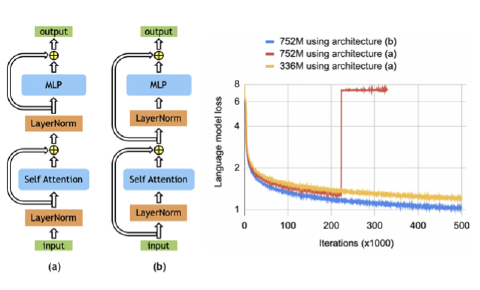 output
MLP
LayerNorm
Self Attention
LayerNorm
input
(a)
output
MLP
LayerNorm
Self Attention
LayerNorm
input
(b)
752M using architecture (b)
752M using architecture (a)
336M using architecture (a)
Language model loss
8
6
4
2
1
0
100
200
300
400
500
Iterations (x1000)